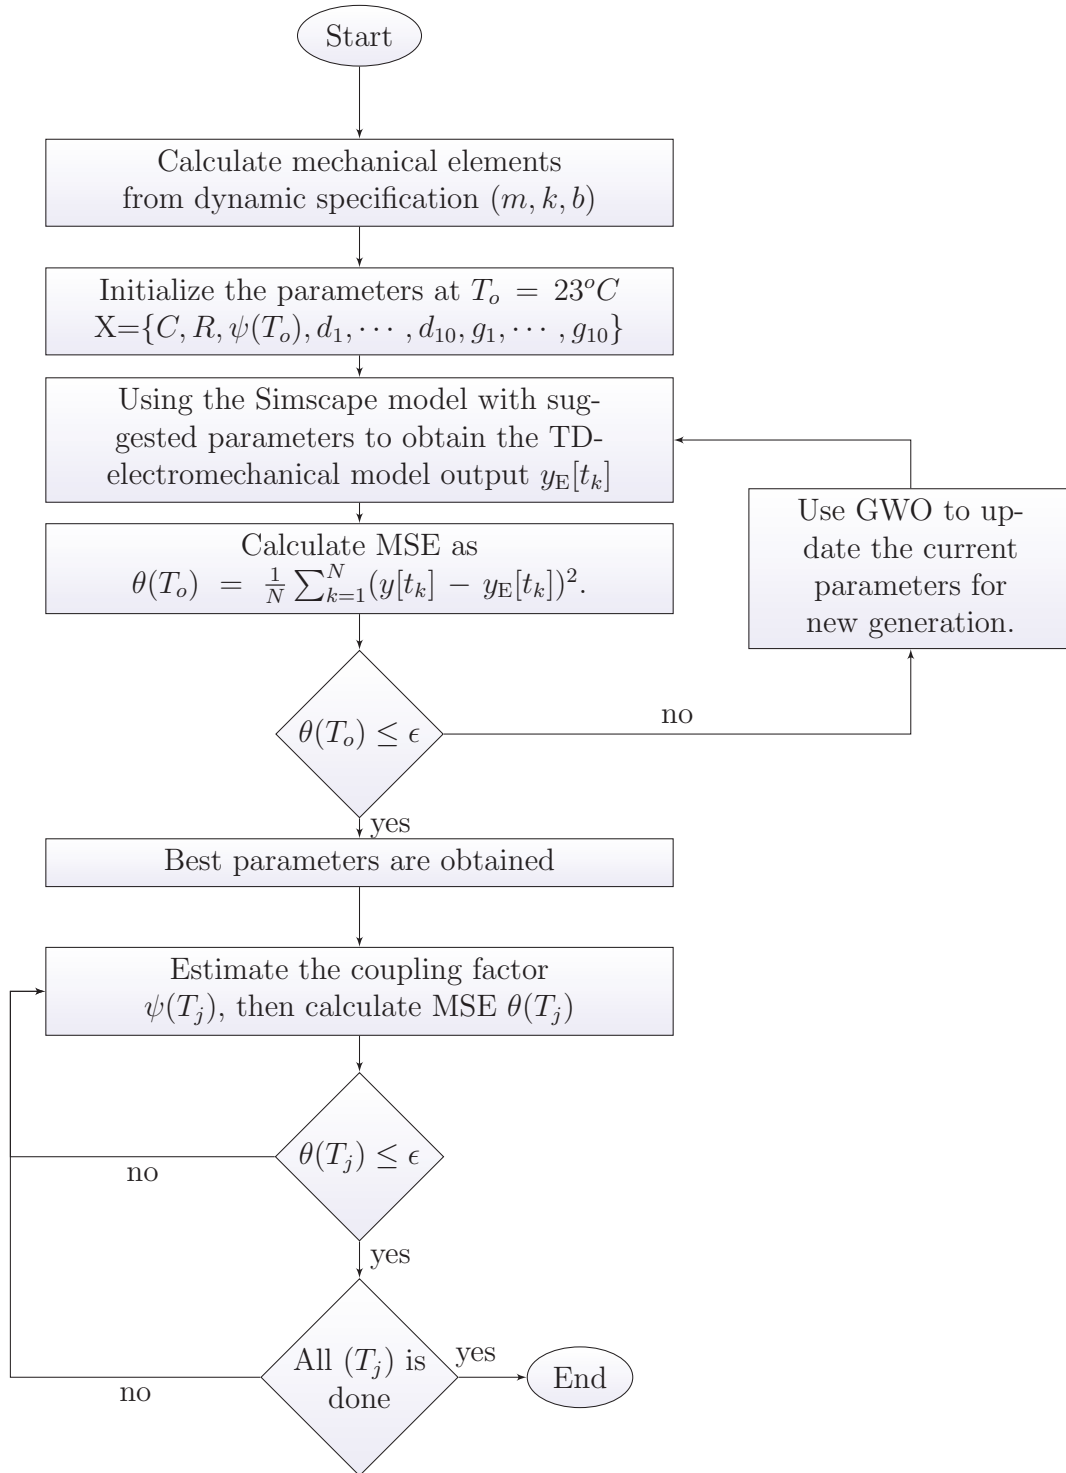 Start
Calculate mechanical elements
from dynamic specification (m, k, b)
Initialize the parameters at T_o = 23°C
X={C, R, ψ(T_o), d_1, ⋯ , d_10, g_1, ⋯ , g_10}
Using the Simscape model with sug-
gested parameters to obtain the TD-
electromechanical model output y_E[t_k]
Use GWO to up-
date the current
parameters for
new generation.
Calculate MSE as
θ(T_o) = 1/N ∑_{k=1}^{N} (y[t_k] − y_E[t_k])^2.
θ(T_o) ≤ ϵ
no
yes
Best parameters are obtained
Estimate the coupling factor
ψ(T_j), then calculate MSE θ(T_j)
θ(T_j) ≤ ϵ
no
yes
All (T_j) is
done
yes
End
no